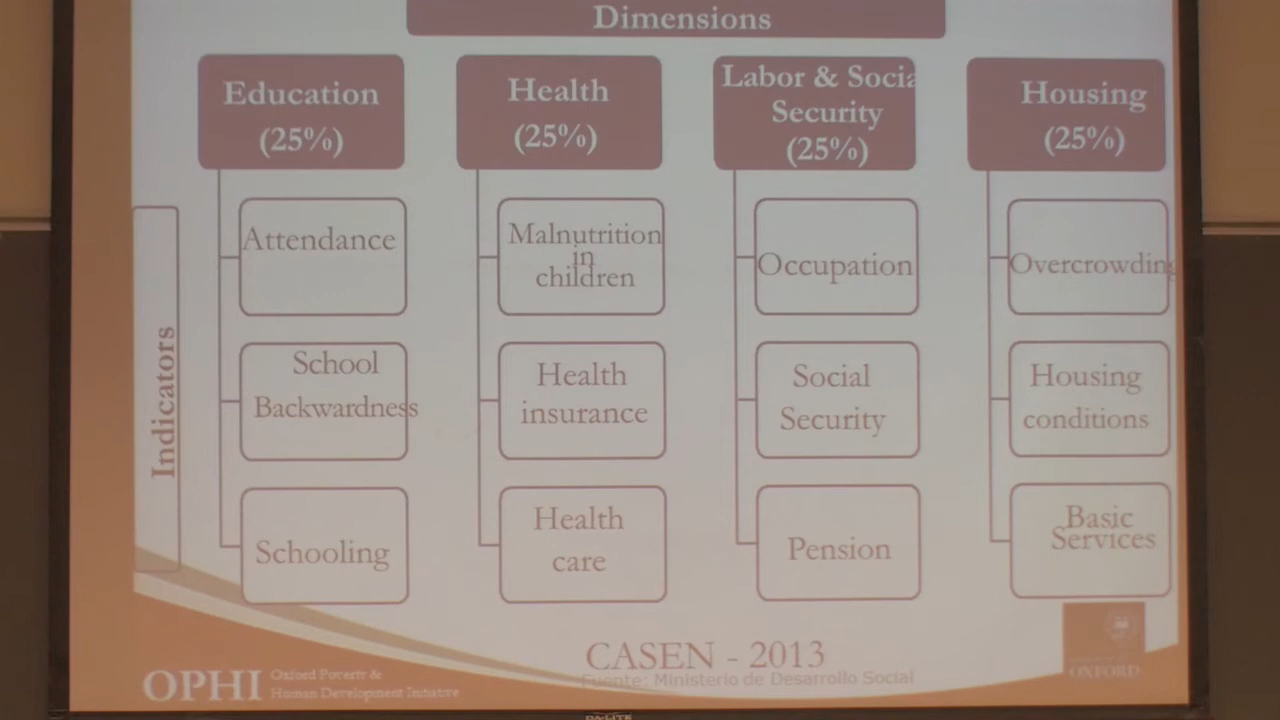 Dimensions
Education
(25%)
Health
(25%)
Labor & Socia
Security
(25%)
Housing
(25%)
Indicators
Attendance
Malnutrition
in
children
Occupation
Overcrowding
School
Backwardness
Health
insurance
Social
Security
Housing
conditions
Schooling
Health
care
Pension
Basic
Services
CASEN - 2013
Fuente: Ministerio de Desarrollo Social
OPHI
Oxford Poverty &
Human Development Initiative
OXFORD
DA-LITE